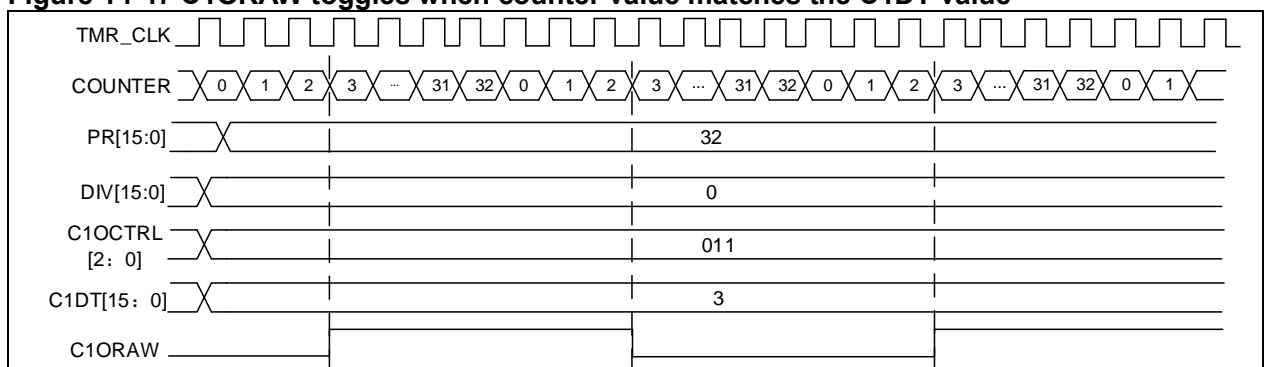 Figure 14-17 C1ORAW toggles when counter value matches the C1DT value
TMR_CLK
COUNTER 0 1 2 3 ... 31 32 0 1 2 3 ... 31 32 0 1 2 3 ... 31 32 0 1
PR[15:0] 32
DIV[15:0] 0
C1OCTRL
[2：0] 011
C1DT[15：0] 3
C1ORAW